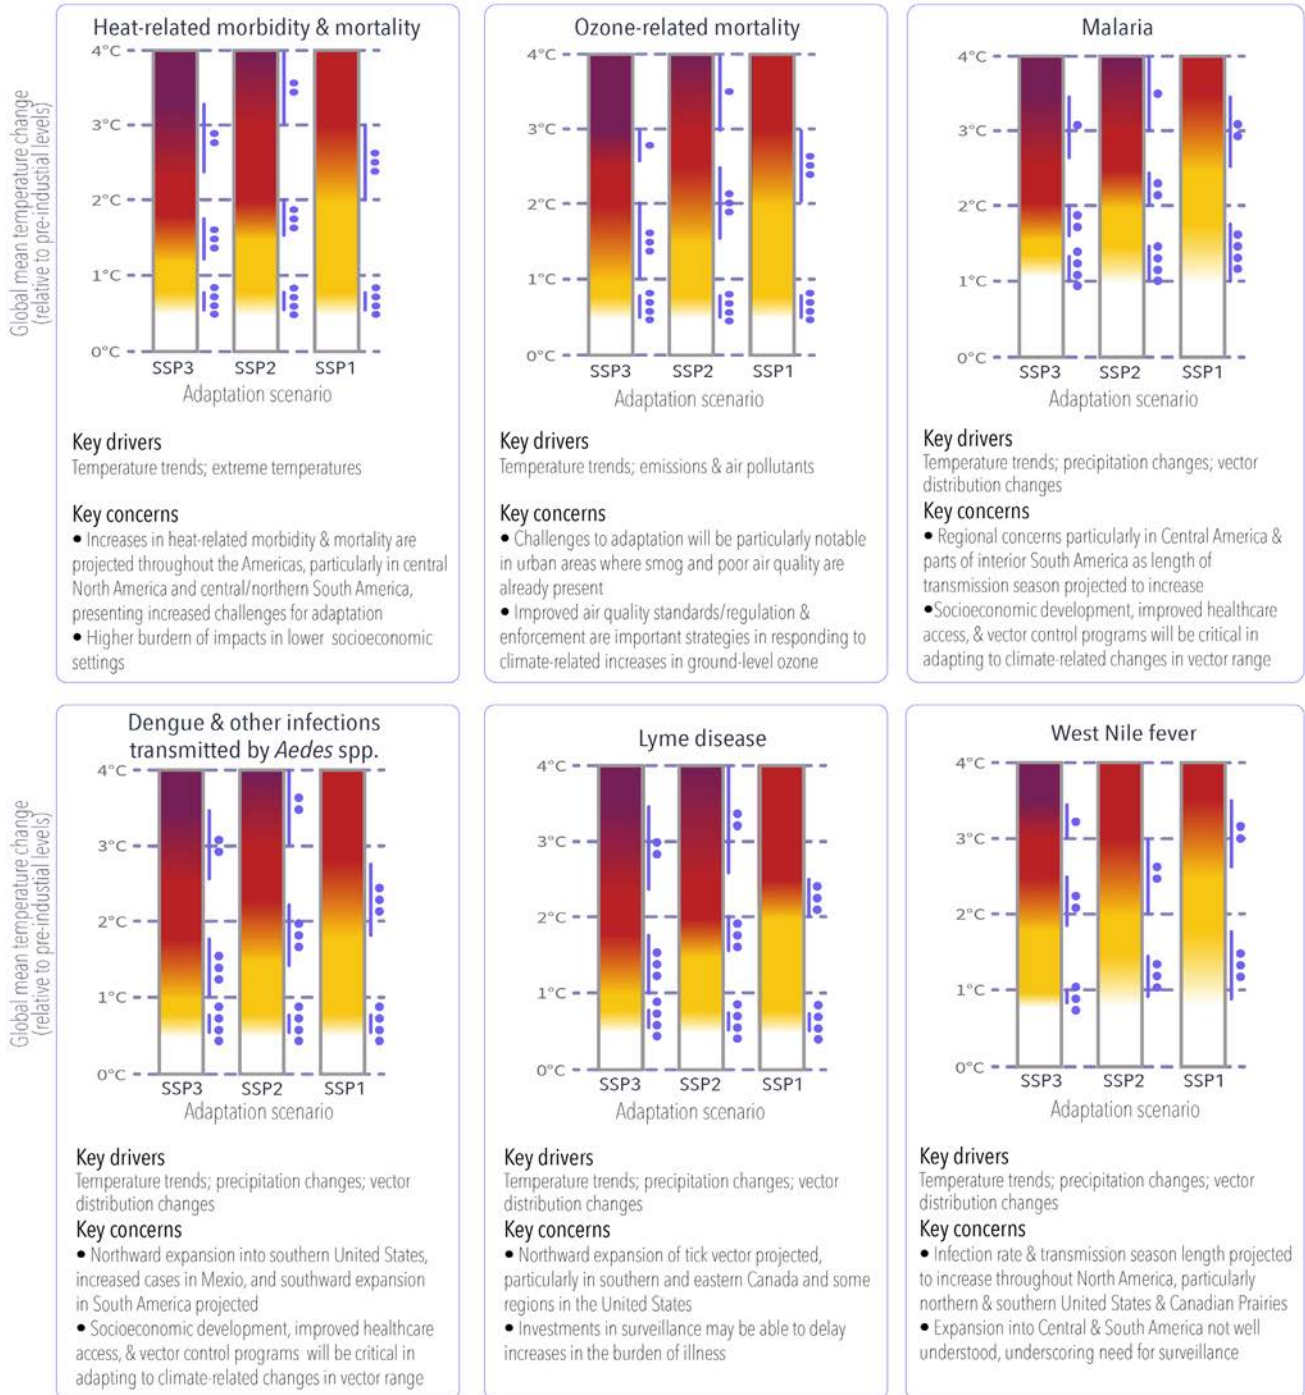 Heat-related morbidity & mortality
Global mean temperature change
(relative to pre-industial levels)
4°C
3°C
2°C
1°C
0°C
SSP3
SSP2
SSP1
Adaptation scenario
Key drivers
Temperature trends; extreme temperatures
Key concerns
• Increases in heat-related morbidity & mortality are
projected throughout the Americas, particularly in central
North America and central/northern South America,
presenting increased challenges for adaptation
• Higher burdern of impacts in lower socioeconomic
settings
Ozone-related mortality
4°C
3°C
2°C
1°C
0°C
SSP3
SSP2
SSP1
Adaptation scenario
Key drivers
Temperature trends; emissions & air pollutants
Key concerns
• Challenges to adaptation will be particularly notable
in urban areas where smog and poor air quality are
already present
• Improved air quality standards/regulation &
enforcement are important strategies in responding to
climate-related increases in ground-level ozone
Malaria
4°C
3°C
2°C
1°C
0°C
SSP3
SSP2
SSP1
Adaptation scenario
Key drivers
Temperature trends; precipitation changes; vector
distribution changes
Key concerns
• Regional concerns particularly in Central America &
parts of interior South America as length of
transmission season projected to increase
•Socioeconomic development, improved healthcare
access, & vector control programs will be critical in
adapting to climate-related changes in vector range
Dengue & other infections
transmitted by Aedes spp.
Global mean temperature change
(relative to pre-industial levels)
4°C
3°C
2°C
1°C
0°C
SSP3
SSP2
SSP1
Adaptation scenario
Key drivers
Temperature trends; precipitation changes; vector
distribution changes
Key concerns
• Northward expansion into southern United States,
increased cases in Mexio, and southward expansion
in South America projected
• Socioeconomic development, improved healthcare
access, & vector control programs will be critical in
adapting to climate-related changes in vector range
Lyme disease
4°C
3°C
2°C
1°C
0°C
SSP3
SSP2
SSP1
Adaptation scenario
Key drivers
Temperature trends; precipitation changes; vector
distribution changes
Key concerns
• Northward expansion of tick vector projected,
particularly in southern and eastern Canada and some
regions in the United States
• Investments in surveillance may be able to delay
increases in the burden of illness
West Nile fever
4°C
3°C
2°C
1°C
0°C
SSP3
SSP2
SSP1
Adaptation scenario
Key drivers
Temperature trends; precipitation changes; vector
distribution changes
Key concerns
• Infection rate & transmission season length projected
to increase throughout North America, particularly
northern & southern United States & Canadian Prairies
• Expansion into Central & South America not well
understood, underscoring need for surveillance